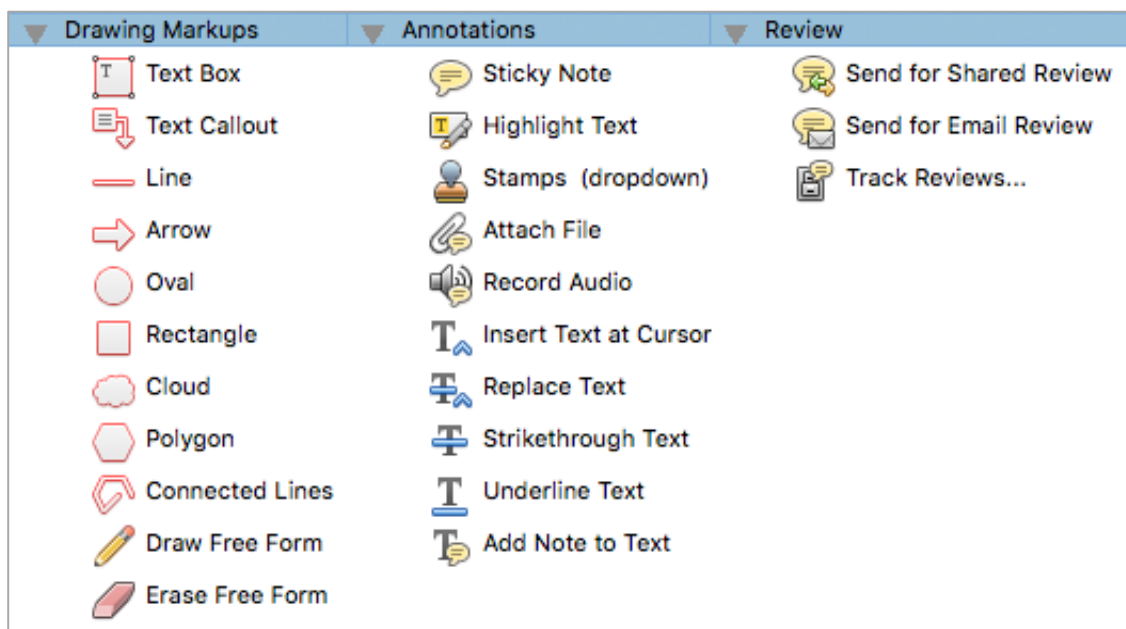 Drawing Markups
Text Box
Text Callout
Line
Arrow
Oval
Rectangle
Cloud
Polygon
Connected Lines
Draw Free Form
Erase Free Form
Annotations
Sticky Note
Highlight Text
Stamps (dropdown)
Attach File
Record Audio
Insert Text at Cursor
Replace Text
Strikethrough Text
Underline Text
Add Note to Text
Review
Send for Shared Review
Send for Email Review
Track Reviews...